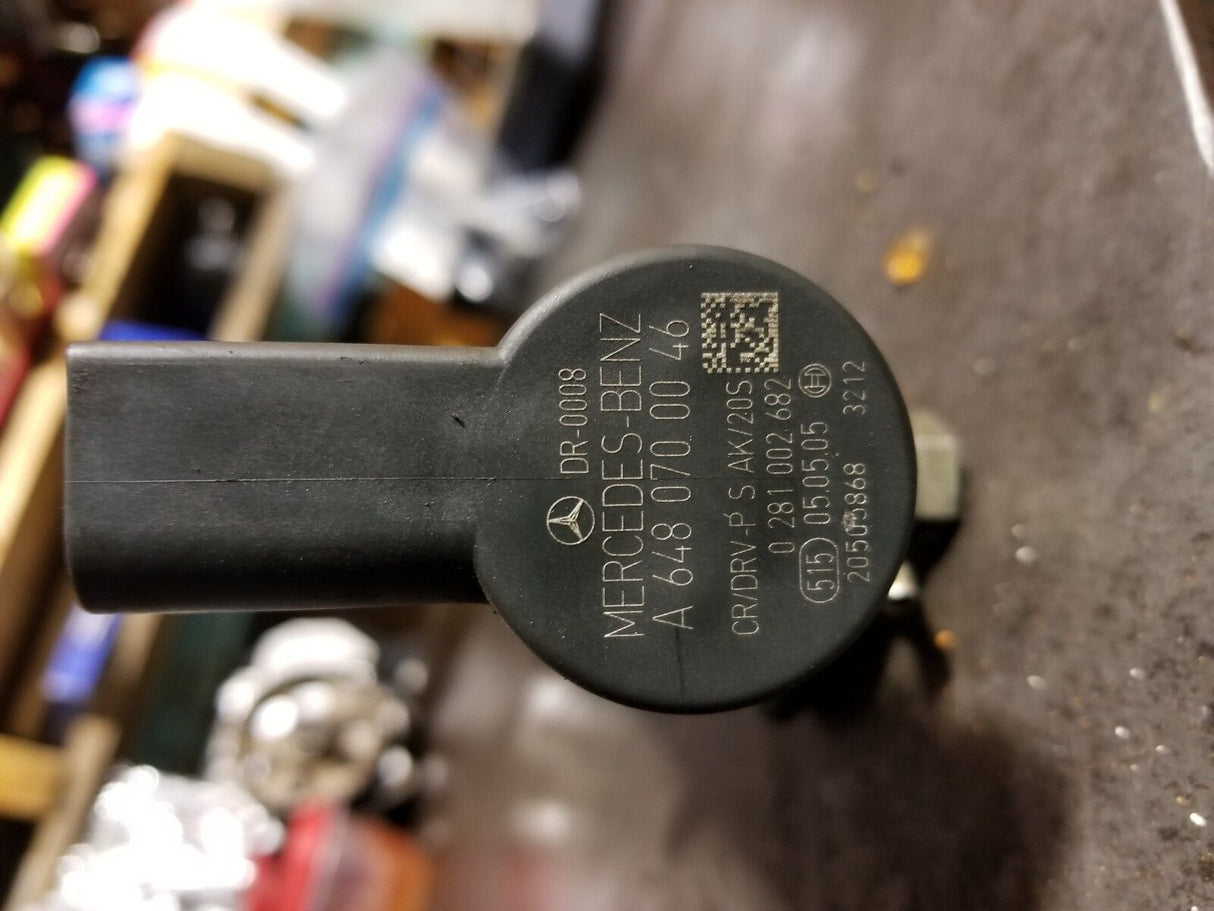 DR-0008
MERCEDES-BENZ
A 648 070 00 46
CR/DRV-P S AK/20S
0 281 002 682
515 05.05.05 H
20505868 3212